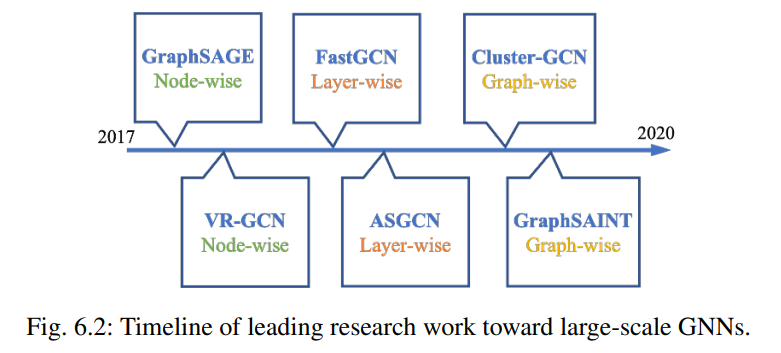 GraphSAGE
Node-wise
FastGCN
Layer-wise
Cluster-GCN
Graph-wise
2017
2020
VR-GCN
Node-wise
ASGCN
Layer-wise
GraphSAINT
Graph-wise
Fig. 6.2: Timeline of leading research work toward large-scale GNNs.